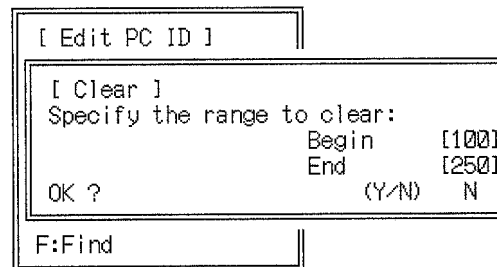 [ Edit PC ID ]
[ Clear ]
Specify the range to clear:
Begin [100]
End [250]
OK ? (Y/N) N
F:Find